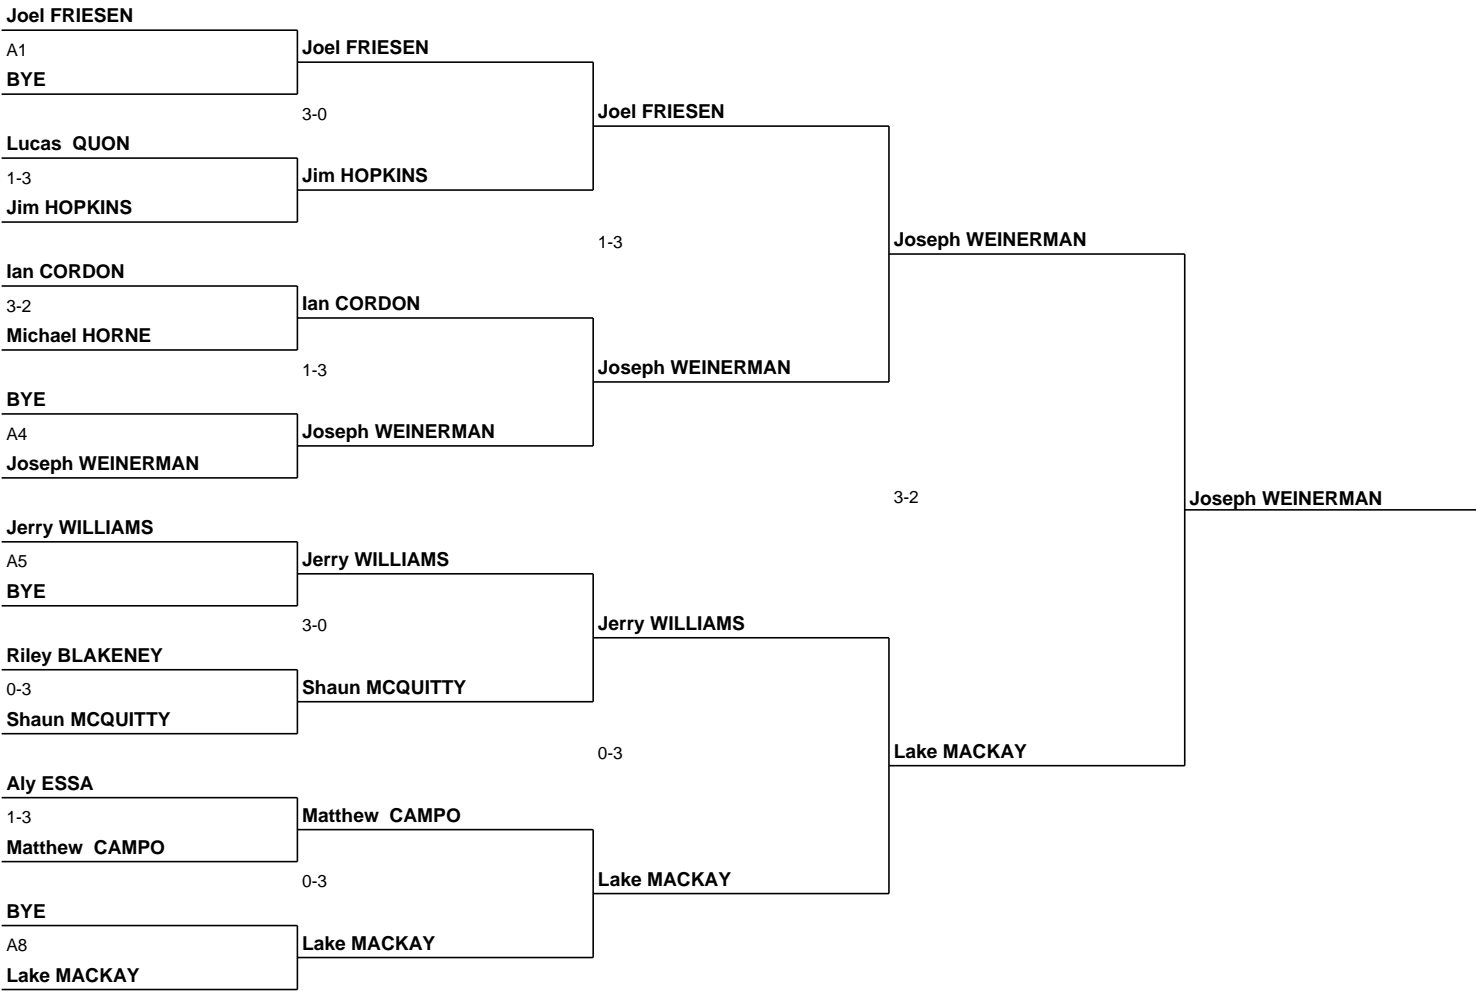 Joel FRIESEN
A1
BYE
Lucas  QUON
1-3
Jim HOPKINS
Ian CORDON
3-2
Michael HORNE
BYE
A4
Joseph WEINERMAN
Jerry WILLIAMS
A5
BYE
Riley BLAKENEY
0-3
Shaun MCQUITTY
Aly ESSA
1-3
Matthew  CAMPO
BYE
A8
Lake MACKAY
Joel FRIESEN
3-0
Jim HOPKINS
Ian CORDON
1-3
Joseph WEINERMAN
Jerry WILLIAMS
3-0
Shaun MCQUITTY
Matthew  CAMPO
0-3
Lake MACKAY
Joel FRIESEN
1-3
Joseph WEINERMAN
Jerry WILLIAMS
0-3
Lake MACKAY
Joseph WEINERMAN
3-2
Lake MACKAY
Joseph WEINERMAN